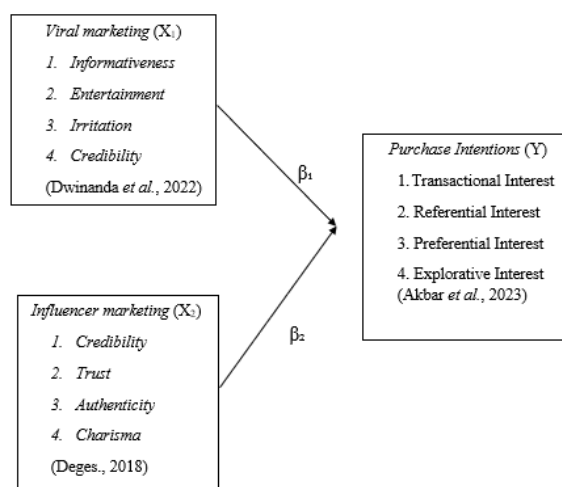 Viral marketing (X₁)
1. Informativeness
2. Entertainment
3. Irritation
4. Credibility
(Dwinanda et al., 2022)
β₁
Purchase Intentions (Y)
1. Transactional Interest
2. Referential Interest
3. Preferential Interest
4. Explorative Interest
(Akbar et al., 2023)
Influencer marketing (X₂)
1. Credibility
2. Trust
3. Authenticity
4. Charisma
(Deges., 2018)
β₂